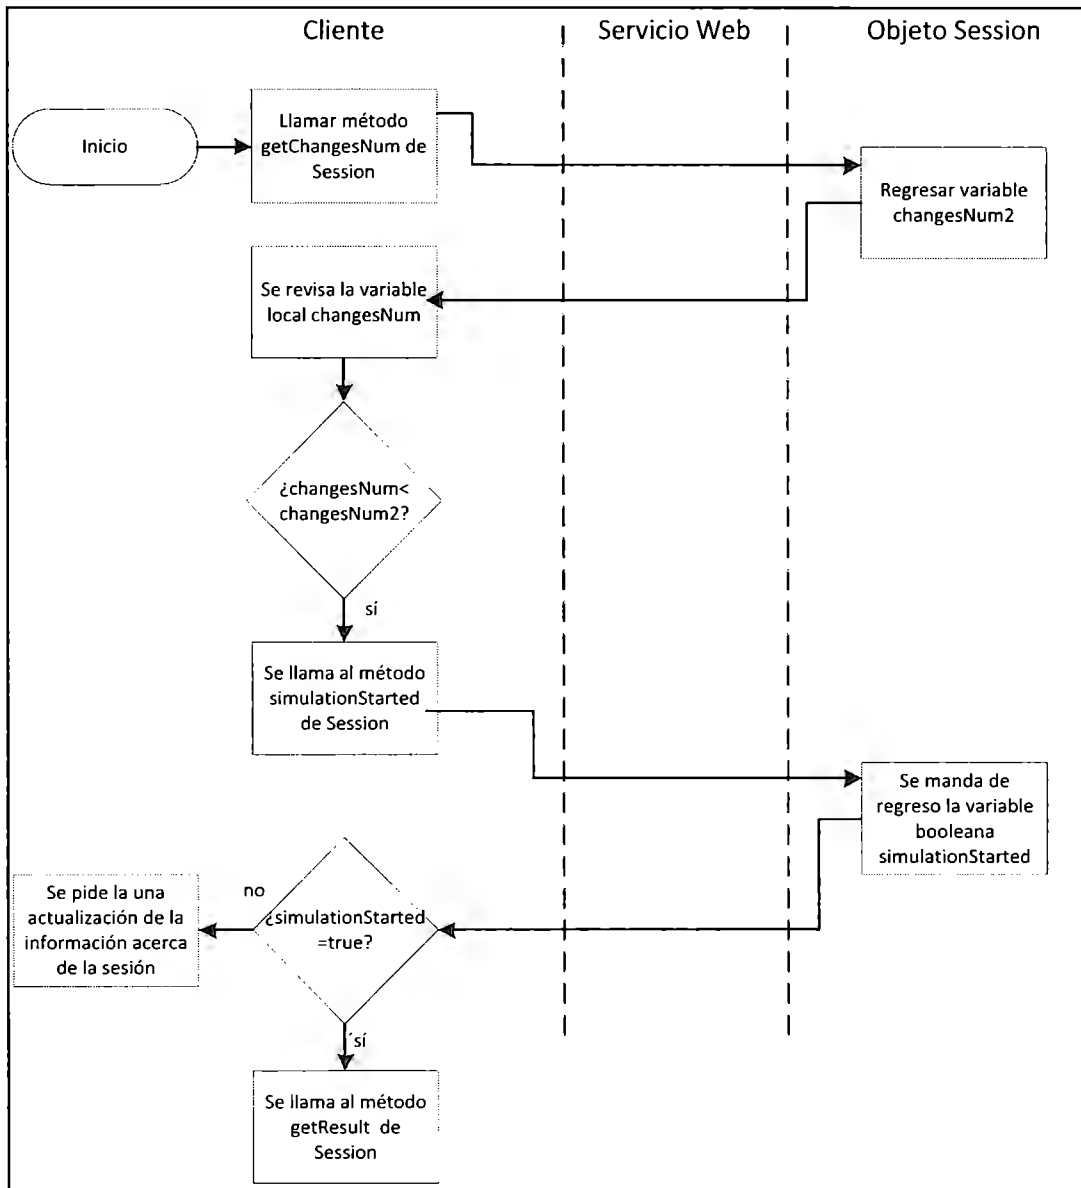 Cliente
Servicio Web
Objeto Session
Inicio
Llamar método
getChangesNum de
Session
Regresar variable
changesNum2
Se revisa la variable
local changesNum
¿changesNum<
changesNum2?
sí
Se llama al método
simulationStarted
de Session
Se manda de
regreso la variable
booleana
simulationStarted
¿simulationStarted
=true?
no
Se pide la una
actualización de la
información acerca
de la sesión
sí
Se llama al método
getResult de
Session